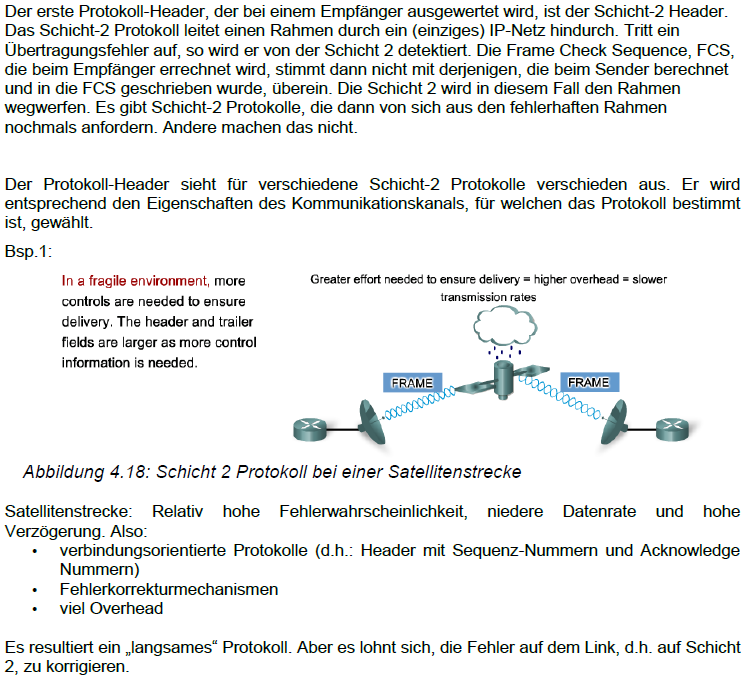 Der erste Protokoll-Header, der bei einem Empfänger ausgewertet wird, ist der Schicht-2 Header.
Das Schicht-2 Protokoll leitet einen Rahmen durch ein (einziges) IP-Netz hindurch. Tritt ein
Übertragungsfehler auf, so wird er von der Schicht 2 detektiert. Die Frame Check Sequence, FCS,
die beim Empfänger errechnet wird, stimmt dann nicht mit derjenigen, die beim Sender berechnet
und in die FCS geschrieben wurde, überein. Die Schicht 2 wird in diesem Fall den Rahmen
wegwerfen. Es gibt Schicht-2 Protokolle, die dann von sich aus den fehlerhaften Rahmen
nochmals anfordern. Andere machen das nicht.
Der Protokoll-Header sieht für verschiedene Schicht-2 Protokolle verschieden aus. Er wird
entsprechend den Eigenschaften des Kommunikationskanals, für welchen das Protokoll bestimmt
ist, gewählt.
Bsp.1:
In a fragile environment, more
controls are needed to ensure
delivery. The header and trailer
fields are larger as more control
information is needed.
Greater effort needed to ensure delivery = higher overhead = slower
transmission rates
FRAME
FRAME
Abbildung 4.18: Schicht 2 Protokoll bei einer Satellitenstrecke
Satellitenstrecke: Relativ hohe Fehlerwahrscheinlichkeit, niedere Datenrate und hohe
Verzögerung. Also:
• verbindungsorientierte Protokolle (d.h.: Header mit Sequenz-Nummern und Acknowledge
Nummern)
• Fehlerkorrekturmechanismen
• viel Overhead
Es resultiert ein „langsames“ Protokoll. Aber es lohnt sich, die Fehler auf dem Link, d.h. auf Schicht
2, zu korrigieren.